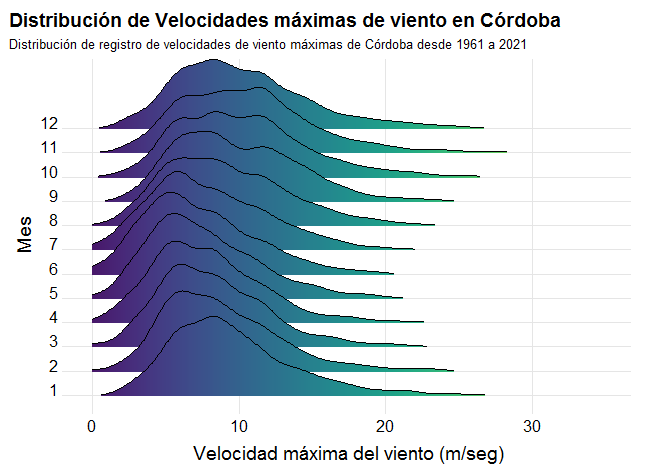 Distribución de Velocidades máximas de viento en Córdoba
Distribución de registro de velocidades de viento máximas de Córdoba desde 1961 a 2021
Mes
12
11
10
9
8
7
6
5
4
3
2
1
0 10 20 30
Velocidad máxima del viento (m/seg)